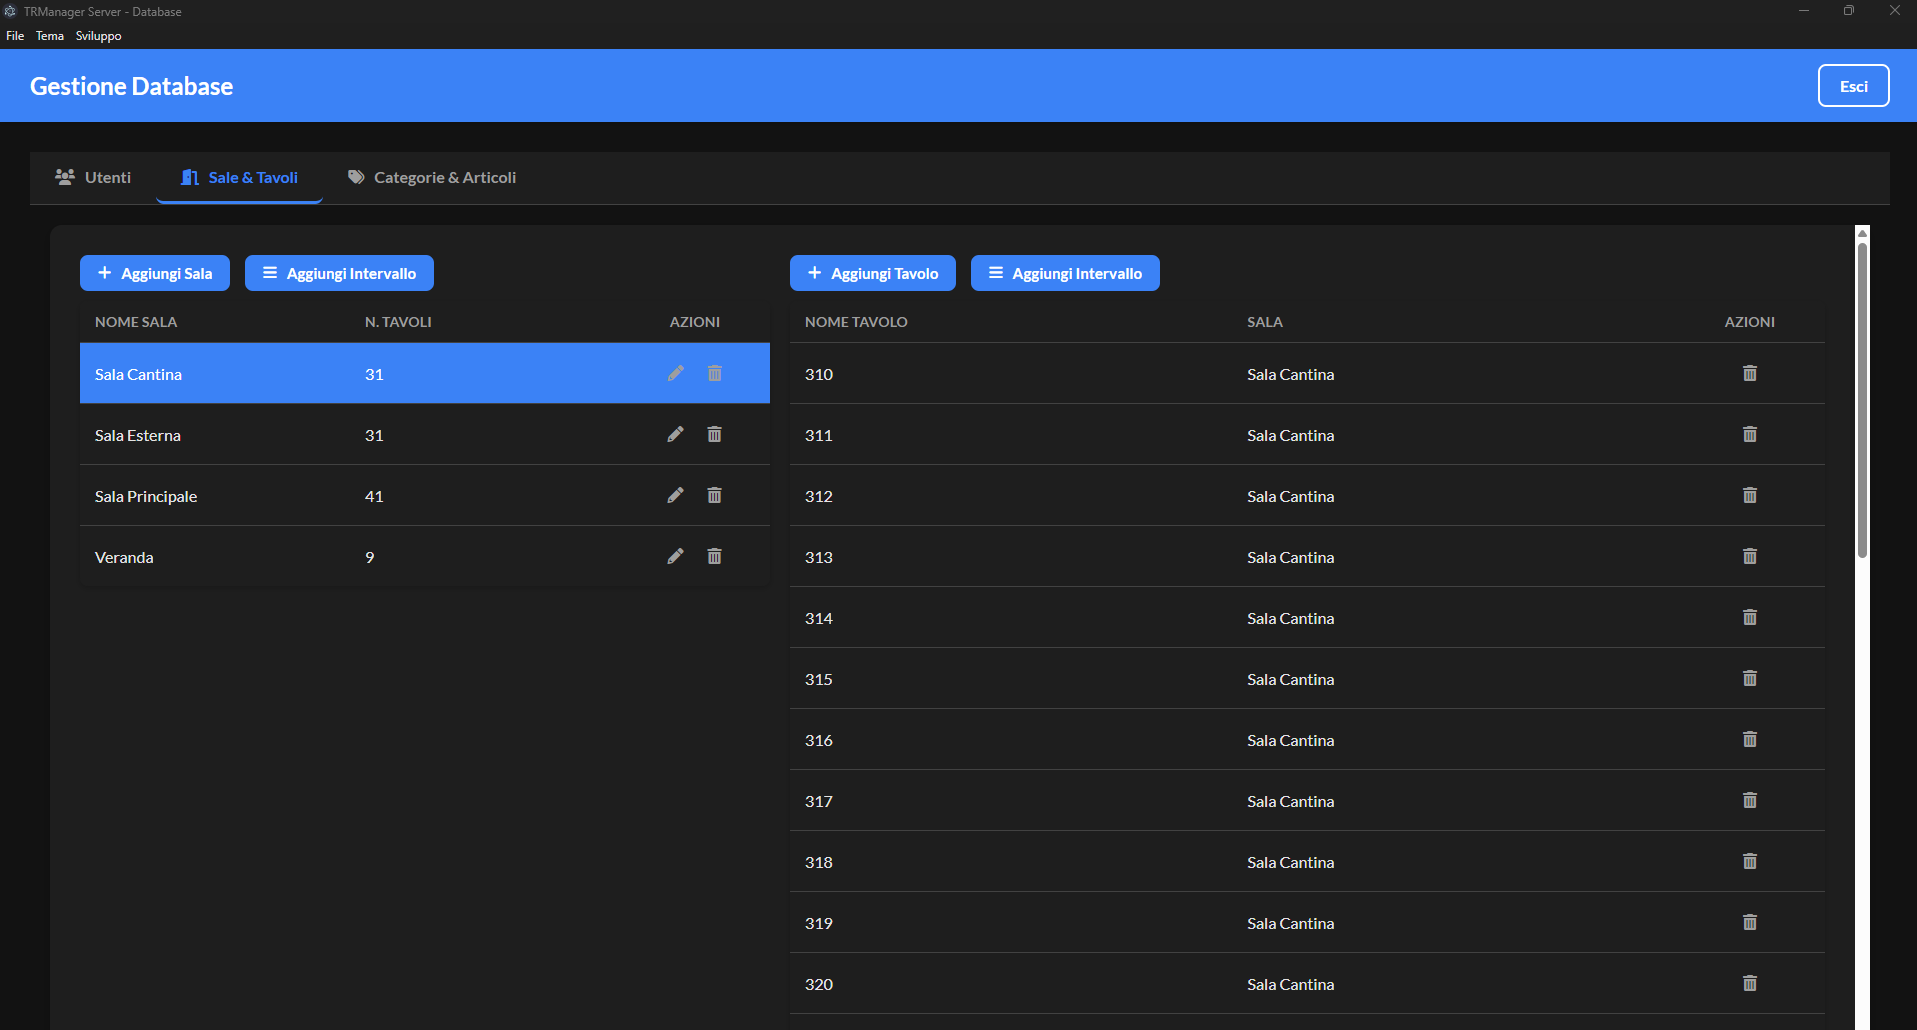 TRManager Server - Database
File Tema Sviluppo
Gestione Database
Esci
Utenti Sale & Tavoli Categorie & Articoli
Aggiungi Sala Aggiungi Intervallo
NOME SALA N. TAVOLI AZIONI
Sala Cantina 31
Sala Esterna 31
Sala Principale 41
Veranda 9
Aggiungi Tavolo Aggiungi Intervallo
NOME TAVOLO SALA AZIONI
310 Sala Cantina
311 Sala Cantina
312 Sala Cantina
313 Sala Cantina
314 Sala Cantina
315 Sala Cantina
316 Sala Cantina
317 Sala Cantina
318 Sala Cantina
319 Sala Cantina
320 Sala Cantina